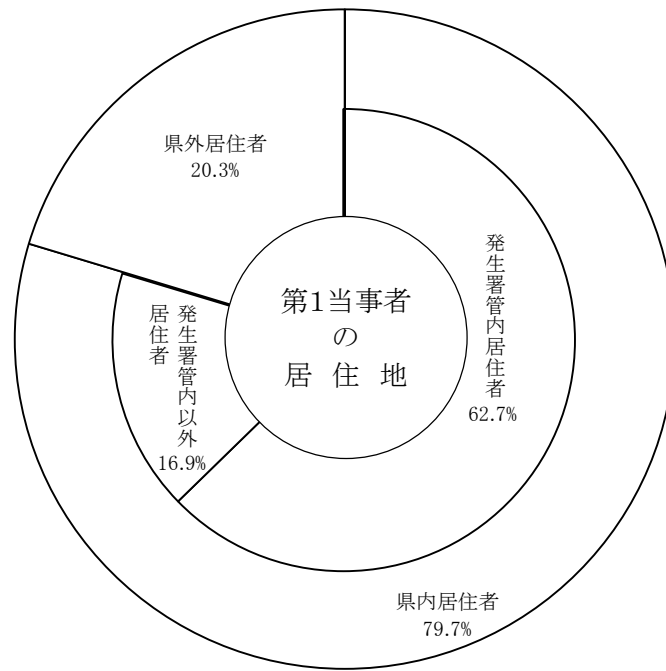 県外居住者
20.3%
第1当事者
の
居住地
発生署管内居住者
62.7%
発生署管内以外
居住者
16.9%
県内居住者
79.7%